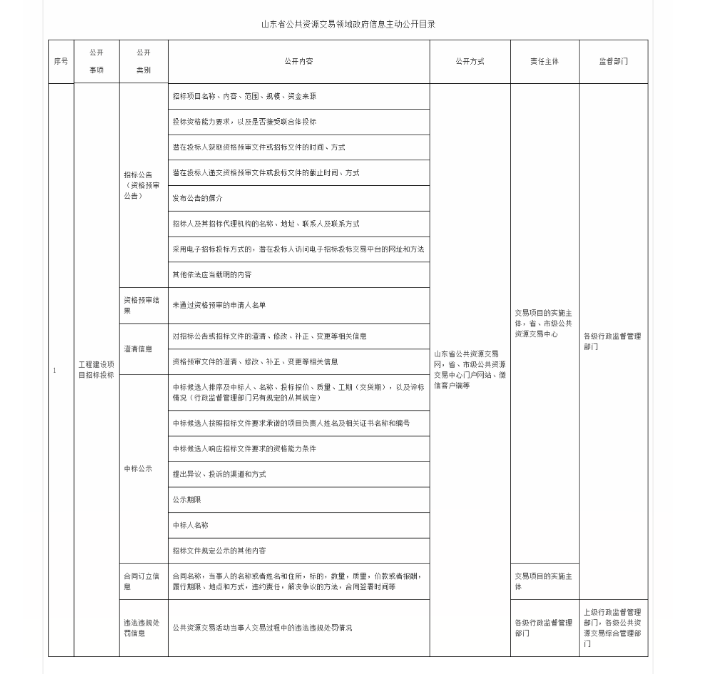 山东省公共资源交易领域政府信息主动公开目录
序号
公开
事项
公开
类别
公开内容
公开方式
责任主体
监督部门
1
工程建设项
目招标投标
招标公告
（资格预审
公告）
招标项目名称、内容、范围、规模、资金来源
投标资格能力要求，以及是否接受联合体投标
潜在投标人获取资格预审文件或招标文件的时间、方式
潜在投标人递交资格预审文件或投标文件的截止时间、方式
发布公告的媒介
招标人及其招标代理机构的名称、地址、联系人及联系方式
采用电子招标投标方式的，潜在投标人访问电子招标投标交易平台的网址和方法
其他依法应当载明的内容
资格预审结
果
未通过资格预审的申请人名单
澄清信息
对招标公告或招标文件的澄清、修改、补正、变更等相关信息
资格预审文件的澄清、修改、补正、变更等相关信息
中标公示
中标候选人排序及中标人、名称、投标报价、质量、工期（交货期），以及评标
情况（行政监督管理部门另有规定的从其规定）
中标候选人按照招标文件要求承诺的项目负责人姓名及相关证书名称和编号
中标候选人响应招标文件要求的资格能力条件
提出异议、投诉的渠道和方式
公示期限
中标人名称
招标文件规定公示的其他内容
合同订立信
息
合同名称，当事人的名称或者姓名和住所，标的，数量，质量，价款或者报酬，
履行期限、地点和方式，违约责任，解决争议的方法，合同签署时间等
违法违规处
罚信息
公共资源交易活动当事人交易过程中的违法违规处罚情况
山东省公共资源交易
网，省、市级公共资源
交易中心门户网站、微
信客户端等
交易项目的实施主
体，省、市级公共
资源交易中心
交易项目的实施主
体
各级行政监督管理
部门
各级行政监督管理
部门
上级行政监督管理
部门，各级公共资
源交易综合管理部
门